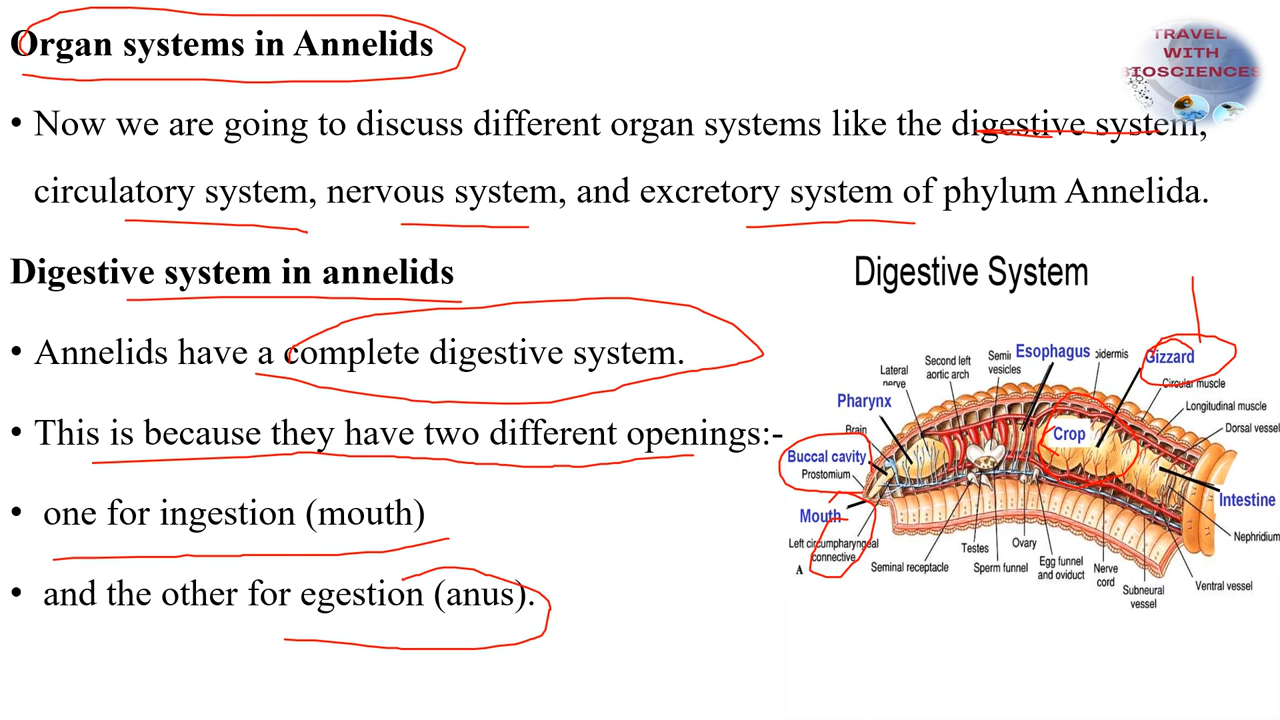 Organ systems in Annelids
TRAVEL
WITH
BIOSCIENCES
• Now we are going to discuss different organ systems like the digestive system,
circulatory system, nervous system, and excretory system of phylum Annelida.
Digestive system in annelids
• Annelids have a complete digestive system.
• This is because they have two different openings:-
• one for ingestion (mouth)
• and the other for egestion (anus).
Digestive System
Lateral
nerve
Second left
aortic arch
vesicles
Esophagus
Gizzard
Circular muscle
Pharynx
Longitudinal muscle
Brain
Dorsal vessel
Crop
Buccal cavity
Prostomium
Intestine
Mouth
Nephridium
Left circumpharyngeal
connective
A
Seminal receptacle
Testes
Sperm funnel
Ovary
Egg funnel
and oviduct
Nerve
cord
Subneural
vessel
Ventral vessel